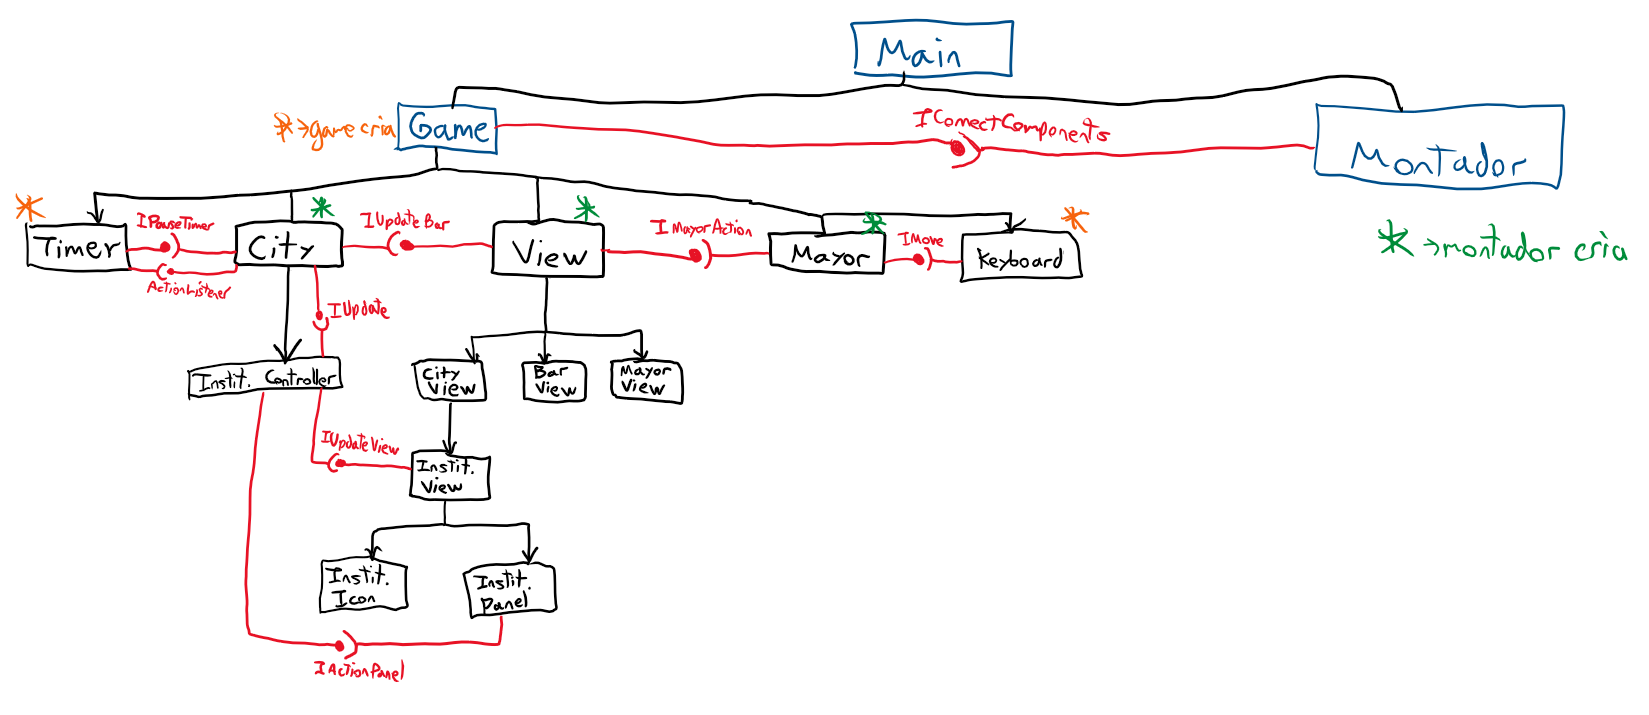 Main
* → game cria
Game
IConectComponents
Montador
* → montador cria
*
Timer
IPauseTimer
ActionListener
*
City
IUpdate Bar
*
View
IMayorAction
*
Mayor
IMove
*
Keyboard
IUpdate
Instit. Controller
City
View
Bar
View
Mayor
View
IUpdateView
Instit.
View
Instit.
Icon
Instit.
Panel
IActionPanel